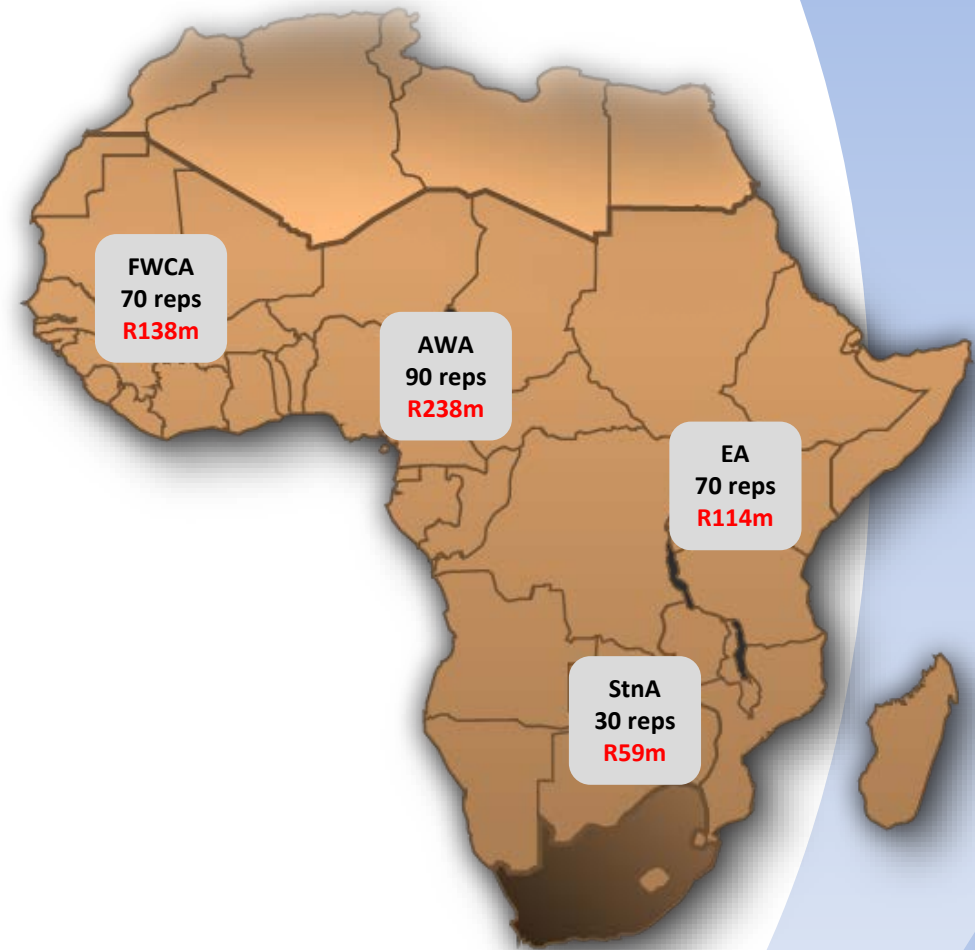 FWCA
70 reps
R138m
AWA
90 reps
R238m
EA
70 reps
R114m
StnA
30 reps
R59m